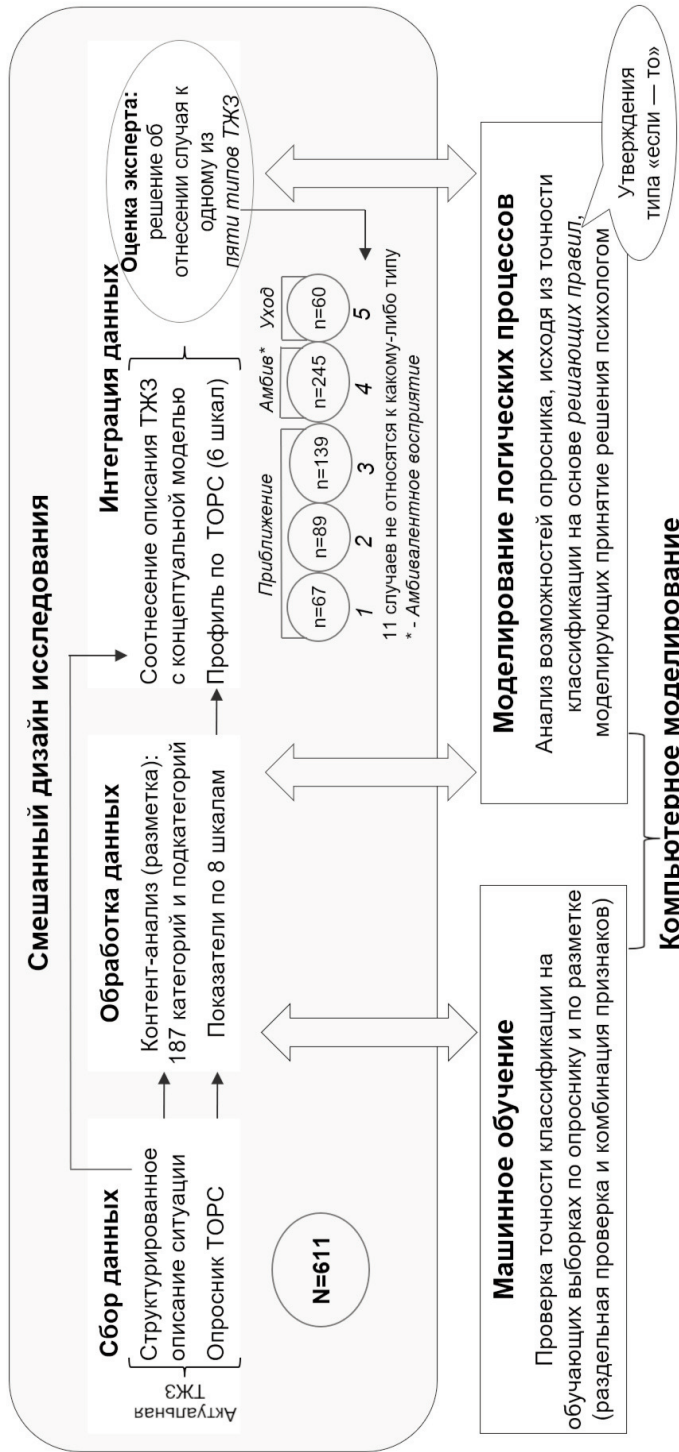 Смешанный дизайн исследования
Сбор данных
Актуальная
ТЖЗ
Структурированное
описание ситуации
Опросник ТОРС
N=611
Обработка данных
Контент-анализ (разметка):
187 категорий и подкатегорий
Показатели по 8 шкалам
Интеграция данных
Соотнесение описания ТЖЗ
с концептуальной моделью
Профиль по ТОРС (6 шкал)
Оценка эксперта:
решение об
отнесении случая к
одному из
пяти типов ТЖЗ
Приближение
Амбив*
Уход
n=67
n=89
n=139
n=245
n=60
1
2
3
4
5
11 случаев не относятся к какому-либо типу
* - Амбивалентное восприятие
Машинное обучение
Проверка точности классификации на
обучающих выборках по опроснику и по разметке
(раздельная проверка и комбинация признаков)
Моделирование логических процессов
Анализ возможностей опросника, исходя из точности
классификации на основе решающих правил,
моделирующих принятие решения психологом
Утверждения
типа «если — то»
Компьютерное моделирование